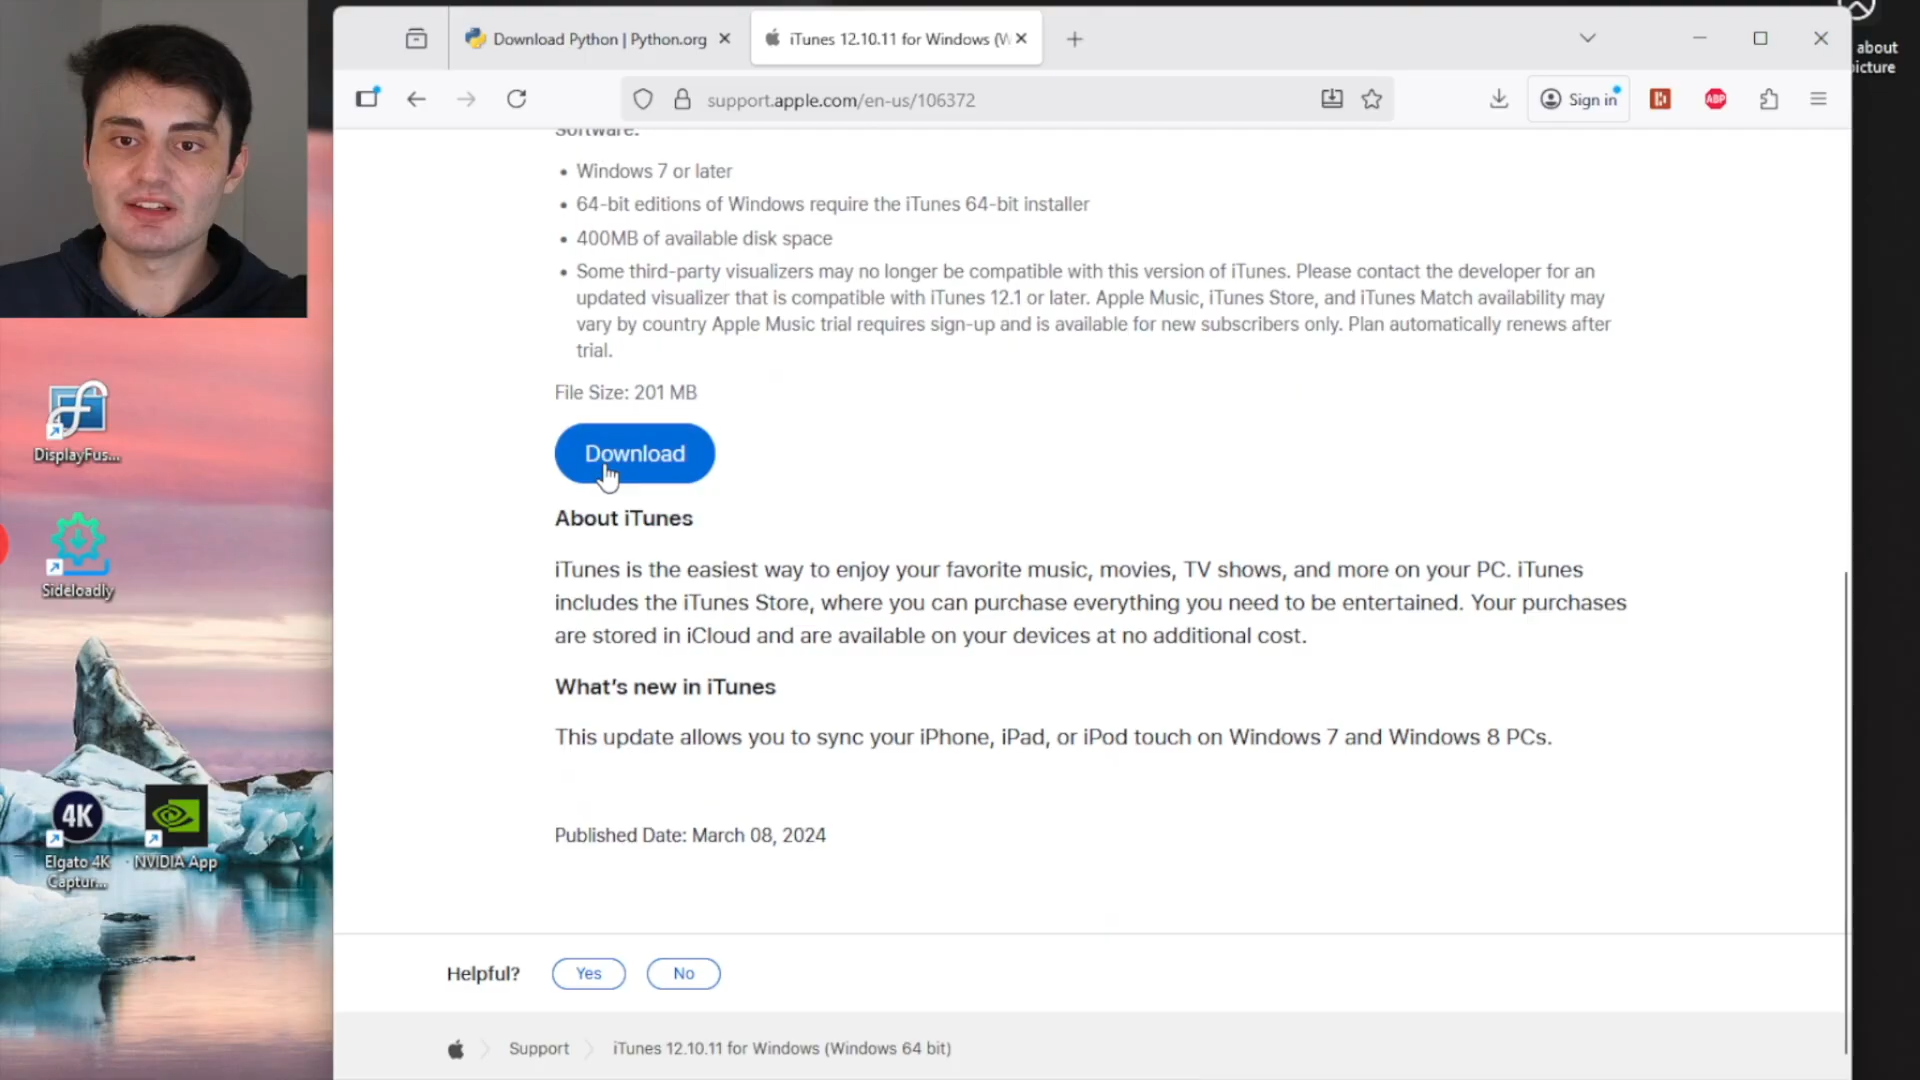 about
picture
Download Python | Python.org
iTunes 12.10.11 for Windows (W
support.apple.com/en-us/106372
Sign in
ABP
Software:
• Windows 7 or later
• 64-bit editions of Windows require the iTunes 64-bit installer
• 400MB of available disk space
• Some third-party visualizers may no longer be compatible with this version of iTunes. Please contact the developer for an
updated visualizer that is compatible with iTunes 12.1 or later. Apple Music, iTunes Store, and iTunes Match availability may
vary by country Apple Music trial requires sign-up and is available for new subscribers only. Plan automatically renews after
trial.
File Size: 201 MB
Download
About iTunes
iTunes is the easiest way to enjoy your favorite music, movies, TV shows, and more on your PC. iTunes
includes the iTunes Store, where you can purchase everything you need to be entertained. Your purchases
are stored in iCloud and are available on your devices at no additional cost.
What's new in iTunes
This update allows you to sync your iPhone, iPad, or iPod touch on Windows 7 and Windows 8 PCs.
Published Date: March 08, 2024
Helpful?
Yes
No
Support
iTunes 12.10.11 for Windows (Windows 64 bit)
DisplayFus...
Sideloadly
4K
Elgato 4K
Captur...
NVIDIA App